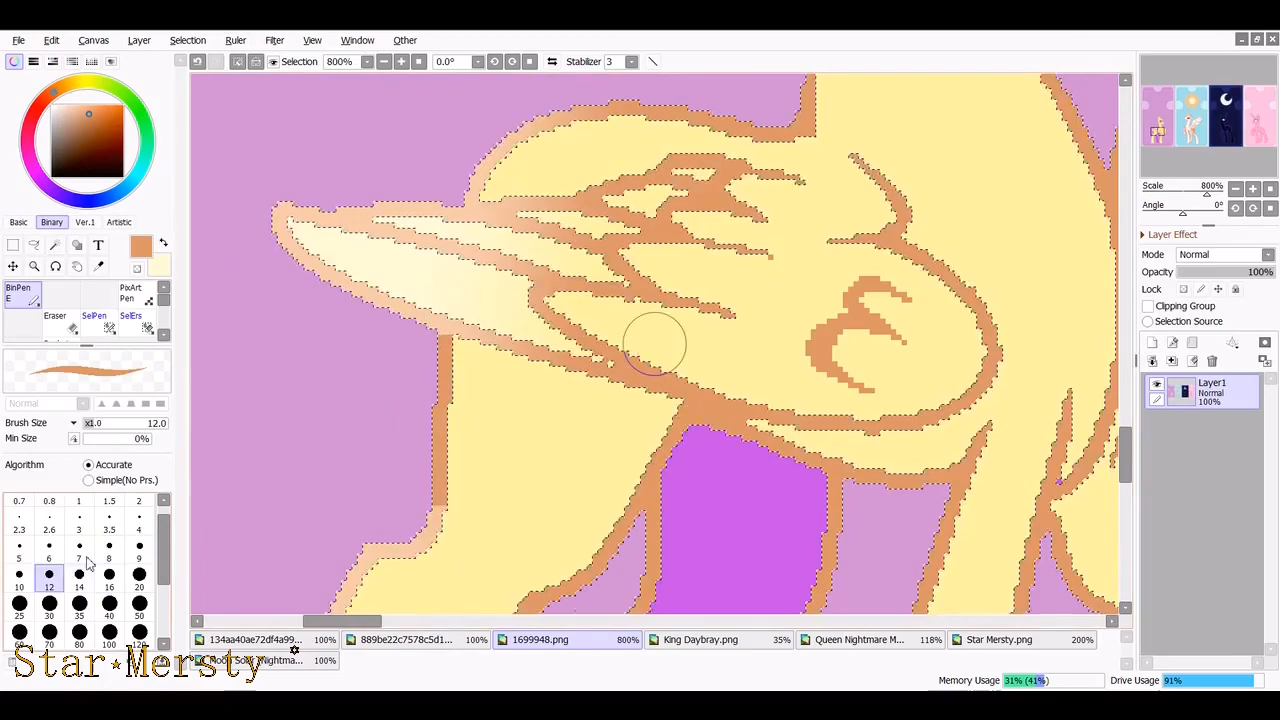 File Edit Canvas Layer Selection Ruler Filter View Window Other
Selection 800% 0.0° Stabilizer 3
Scale 800%
Angle 0°
Layer Effect
Mode Normal
Opacity 100%
Lock
Clipping Group
Selection Source
Layer1
Normal
100%
Basic Binary Ver.1 Artistic
T
BinPen
E
PixArt
Pen
Eraser SelPen SelErs
Normal
Brush Size x1.0 12.0
Min Size 0%
Algorithm Accurate
Simple(No Prs.)
0.7 0.8 1 1.5 2
2.3 2.6 3 3.5 4
5 6 7 8 9
10 12 14 16 20
25 30 35 40 50
60 70 80 100 120
134aa40ae72df4a99... 100% 889be22c7578c5d1... 100% 1699948.png 800% King Daybray.png 35% Queen Nightmare M... 118% Star Mersty.png 200%
100%
Star★Mersty
Memory Usage 31% (41%) Drive Usage 91%